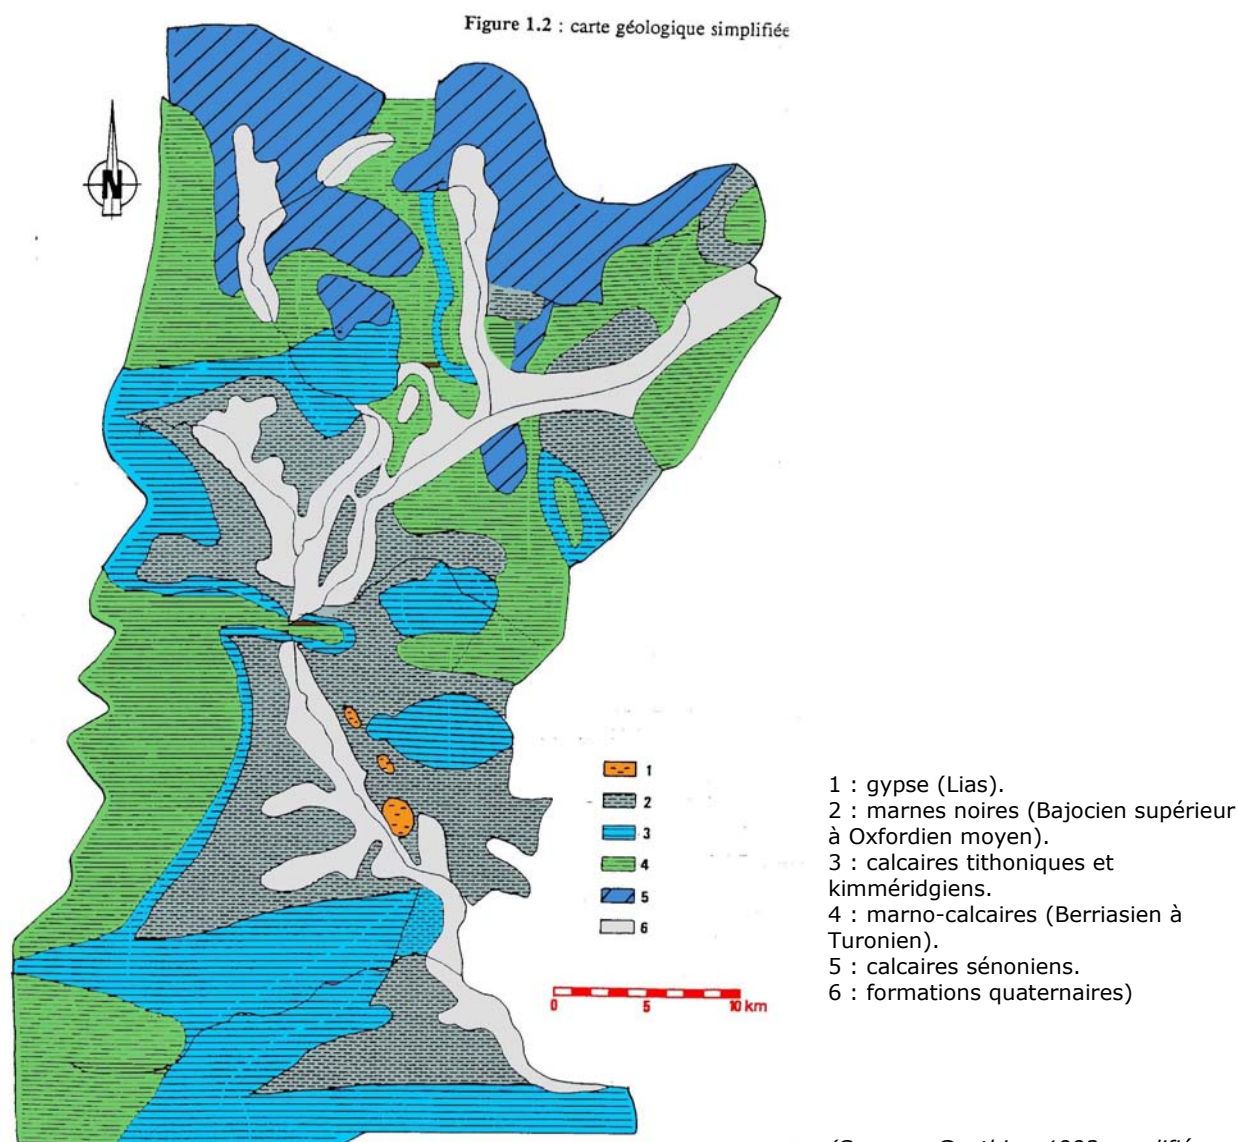 Figure 1.2 : carte géologique simplifiée
N
1
2
3
4
5
6
0 5 10 km
1 : gypse (Lias).
2 : marnes noires (Bajocien supérieur
à Oxfordien moyen).
3 : calcaires tithoniques et
kimméridgiens.
4 : marno-calcaires (Berriasien à
Turonien).
5 : calcaires sénoniens.
6 : formations quaternaires)